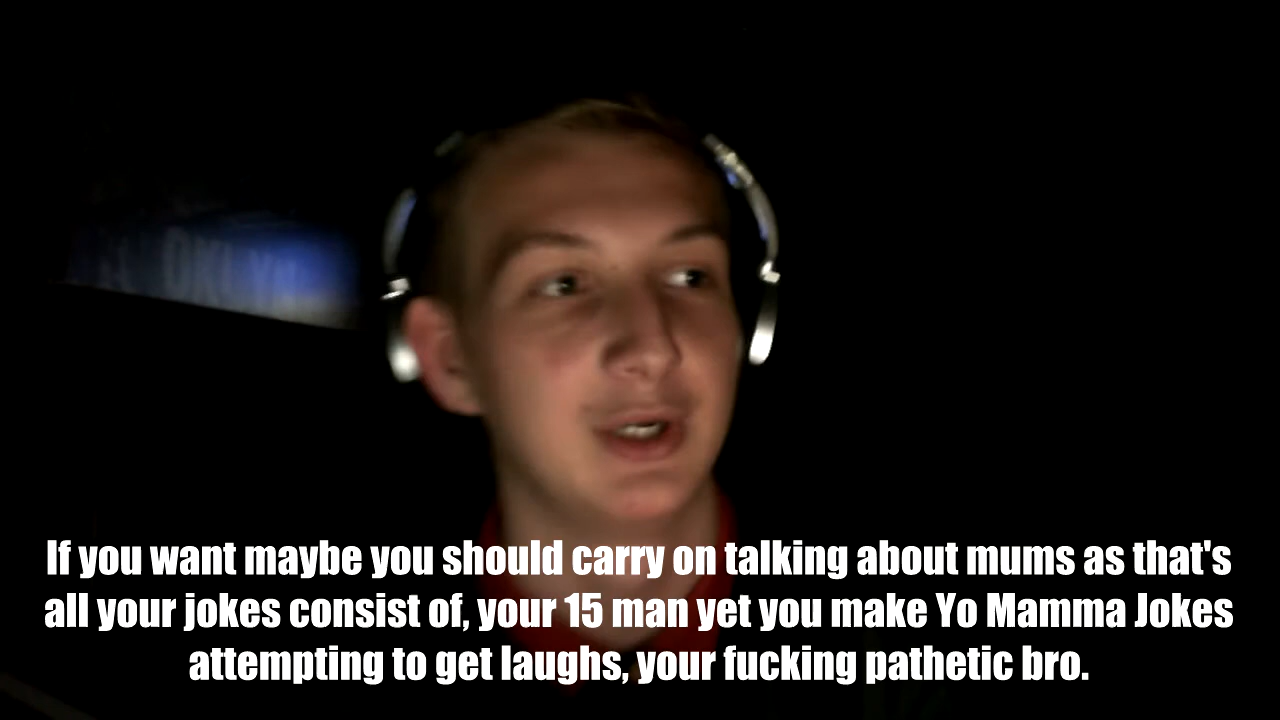 If you want maybe you should carry on talking about mums as that's
all your jokes consist of, your 15 man yet you make Yo Mamma Jokes
attempting to get laughs, your fucking pathetic bro.